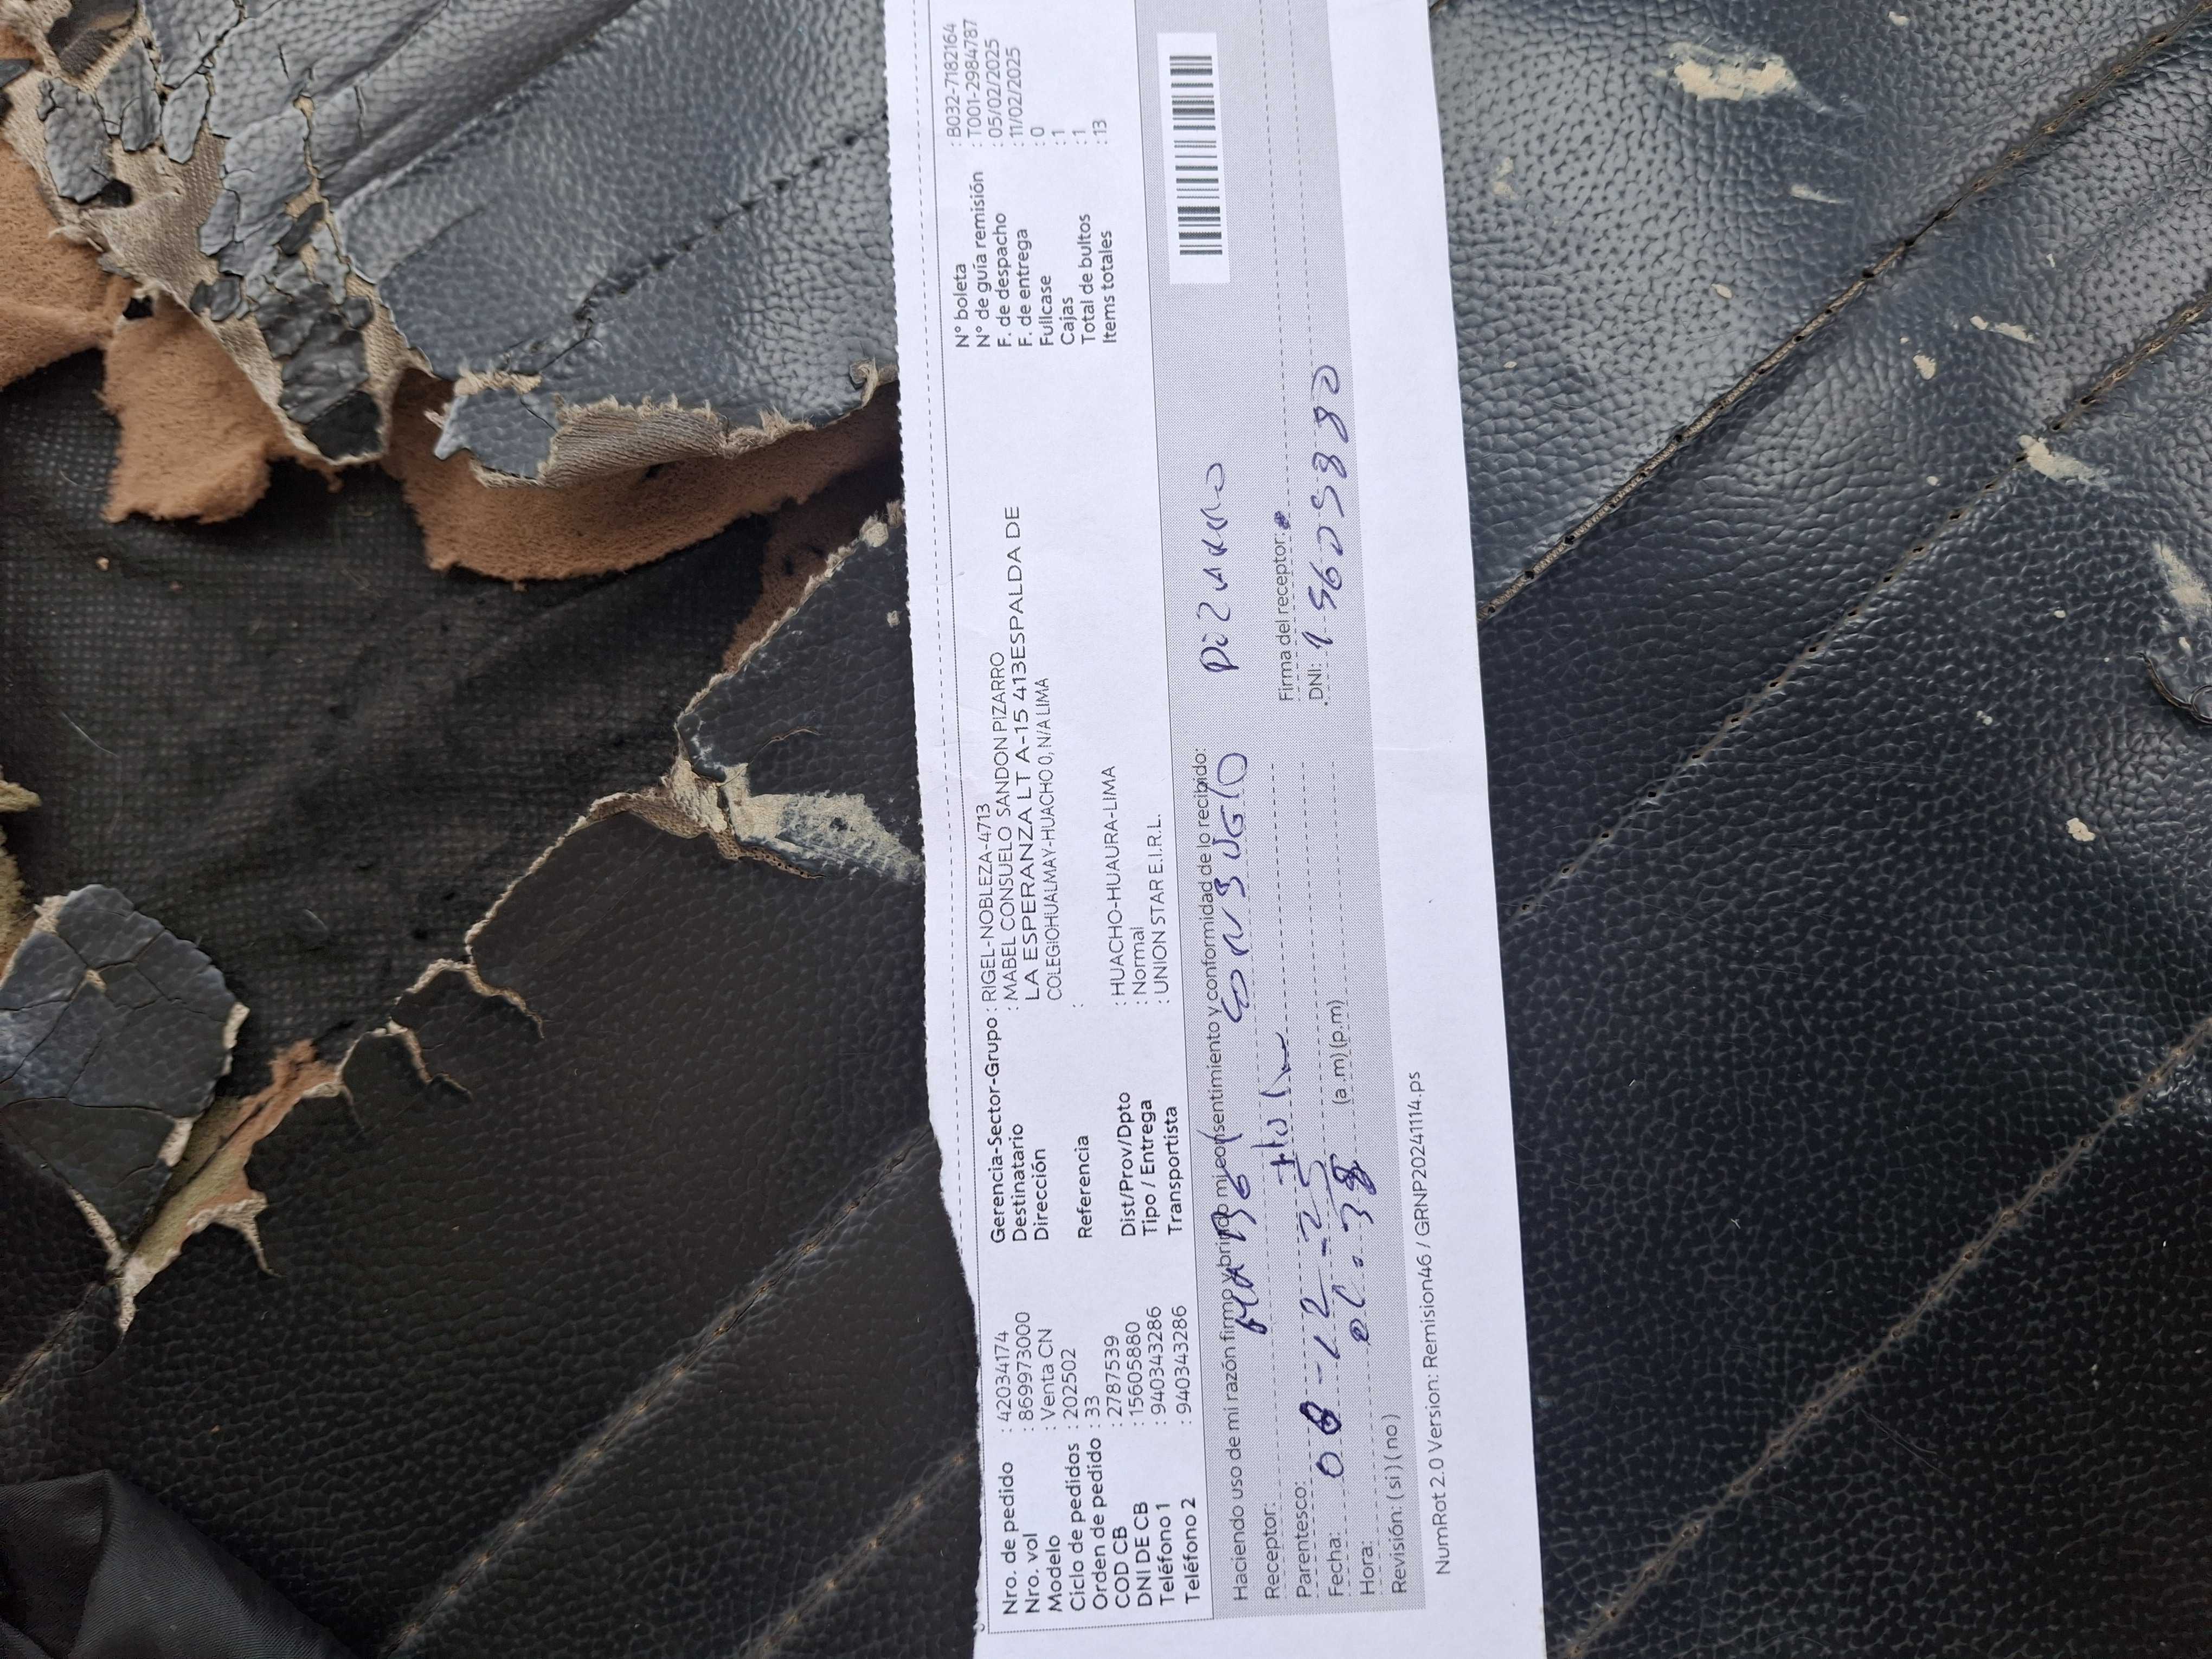 Nro. de pedido : 42034174
Nro. vol : 869973000
Modelo : Venta CN
Ciclo de pedidos : 202502
Orden de pedido : 33
COD CB : 2787539
DNI DE CB : 15605880
Teléfono 1 : 940343286
Teléfono 2 : 940343286
Gerencia-Sector-Grupo : RIGEL-NOBLEZA-4713
Destinatario : MABEL CONSUELO SANDON PIZARRO
Dirección LA ESPERANZA LT A-15 413ESPALDA DE
COLEGIOHUALMAY-HUACHO 0, N/A LIMA
Referencia :
Dist/Prov/Dpto : HUACHO-HUAURA-LIMA
Tipo / Entrega : Normal
Transportista : UNION STAR E.I.R.L.
N° boleta : B032-7182164
N° de guía remisión : T001-2984787
F. de despacho : 05/02/2025
F. de entrega : 11/02/2025
Fullcase : 0
Cajas : 1
Total de bultos : 1
Items totales : 13
Haciendo uso de mi razón firmo y brindo mi consentimiento y conformidad de lo recibido:
Receptor: Mabel Consuelo Pizarro
Parentesco:
Firma del receptor:
Fecha:
DNI: 15605880
Hora: (a.m) (p.m)
Revisión: ( si ) ( no )
NumRot 2.0 Version: Remision46 / GRNP20241114.ps